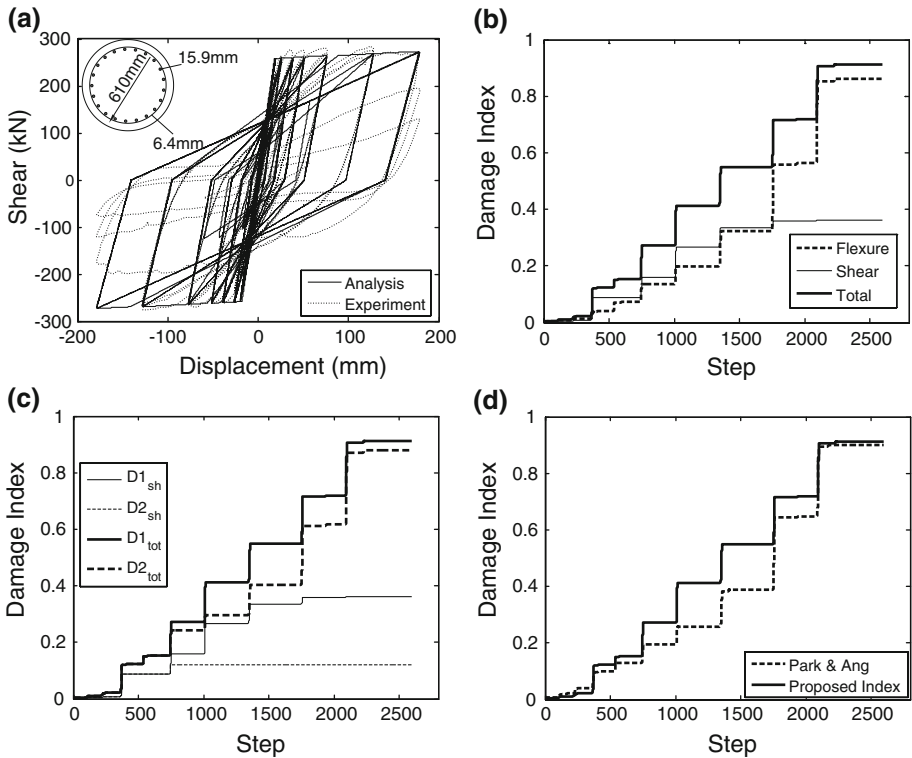 (a)
Shear (kN)
300
200
100
0
-100
-200
-300
610mm
15.9mm
6.4mm
Analysis
Experiment
-200
-100
0
100
200
Displacement (mm)
(b)
Damage Index
1
0.8
0.6
0.4
0.2
0
Flexure
Shear
Total
0
500
1000
1500
2000
2500
Step
(c)
Damage Index
1
0.8
0.6
0.4
0.2
0
D1sh
D2sh
D1tot
D2tot
0
500
1000
1500
2000
2500
Step
(d)
Damage Index
1
0.8
0.6
0.4
0.2
0
Park & Ang
Proposed Index
0
500
1000
1500
2000
2500
Step